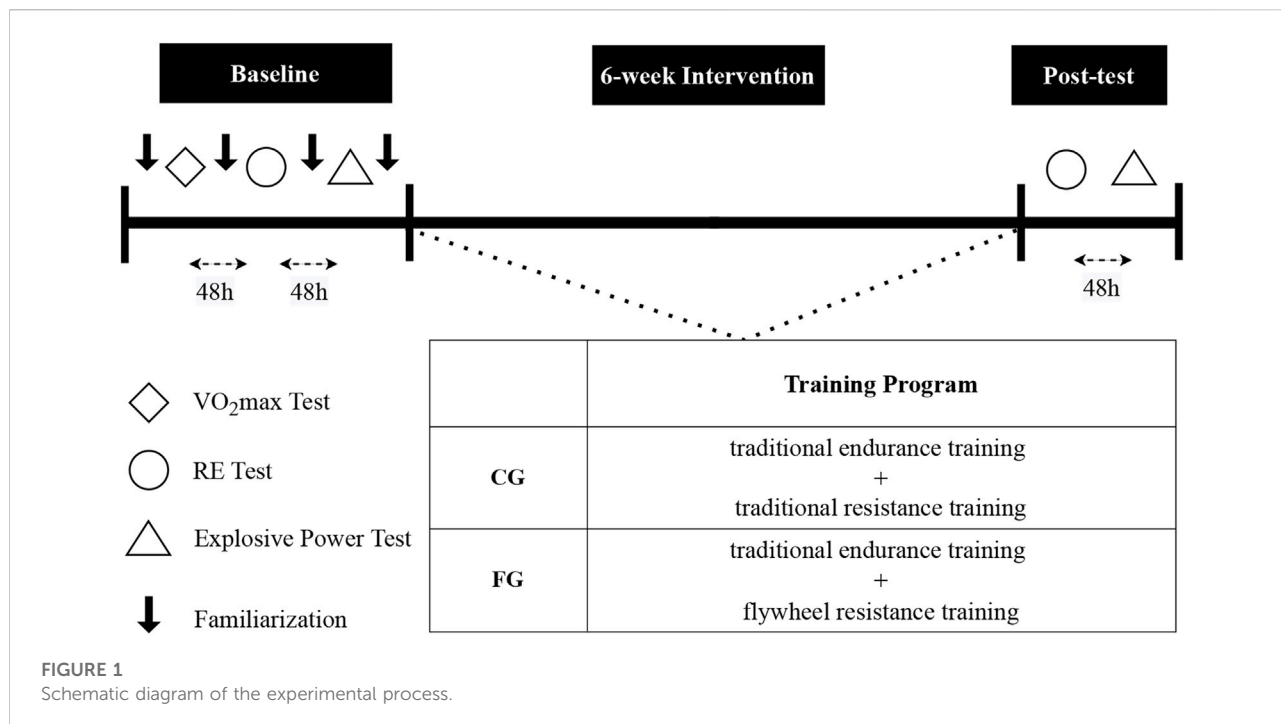 Baseline
6-week Intervention
Post-test
48h
48h
48h
VO₂max Test
RE Test
Explosive Power Test
Familiarization
Training Program
CG
traditional endurance training
+
traditional resistance training
FG
traditional endurance training
+
flywheel resistance training
FIGURE 1
Schematic diagram of the experimental process.